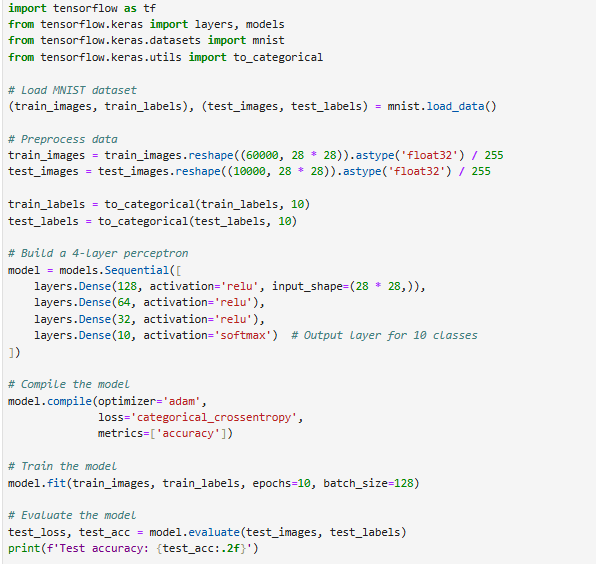 import tensorflow as tf
from tensorflow.keras import layers, models
from tensorflow.keras.datasets import mnist
from tensorflow.keras.utils import to_categorical

# Load MNIST dataset
(train_images, train_labels), (test_images, test_labels) = mnist.load_data()

# Preprocess data
train_images = train_images.reshape((60000, 28 * 28)).astype('float32') / 255
test_images = test_images.reshape((10000, 28 * 28)).astype('float32') / 255

train_labels = to_categorical(train_labels, 10)
test_labels = to_categorical(test_labels, 10)

# Build a 4-layer perceptron
model = models.Sequential([
    layers.Dense(128, activation='relu', input_shape=(28 * 28,)),
    layers.Dense(64, activation='relu'),
    layers.Dense(32, activation='relu'),
    layers.Dense(10, activation='softmax')  # Output layer for 10 classes
])

# Compile the model
model.compile(optimizer='adam',
              loss='categorical_crossentropy',
              metrics=['accuracy'])

# Train the model
model.fit(train_images, train_labels, epochs=10, batch_size=128)

# Evaluate the model
test_loss, test_acc = model.evaluate(test_images, test_labels)
print(f'Test accuracy: {test_acc:.2f}')